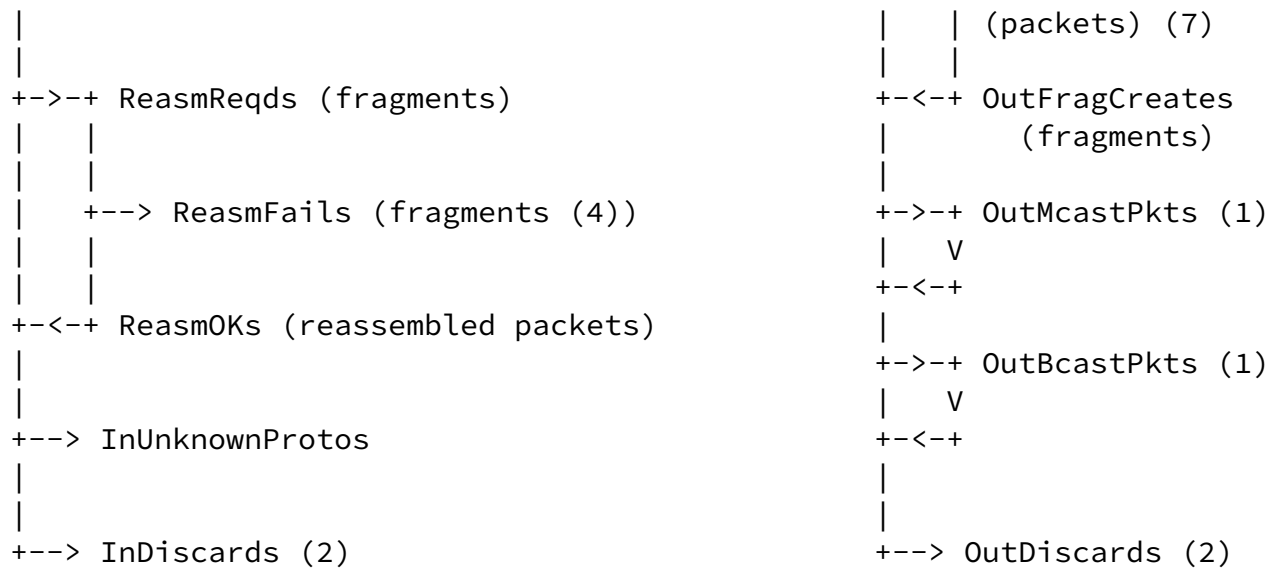 |                                             |   | (packets) (7)
|                                             |   |
+->-+ ReasmReqds (fragments)                  +-<-+ OutFragCreates
|   |                                         |      (fragments)
|   |                                         |
|   +--> ReasmFails (fragments (4))           +->-+ OutMcastPkts (1)
|   |                                         |   V
|   |                                         +-<-+
+-<-+ ReasmOKs (reassembled packets)          |
|                                             +->-+ OutBcastPkts (1)
|                                             |   V
+--> InUnknownProtos                          +-<-+
|                                             |
|                                             |
+--> InDiscards (2)                           +--> OutDiscards (2)